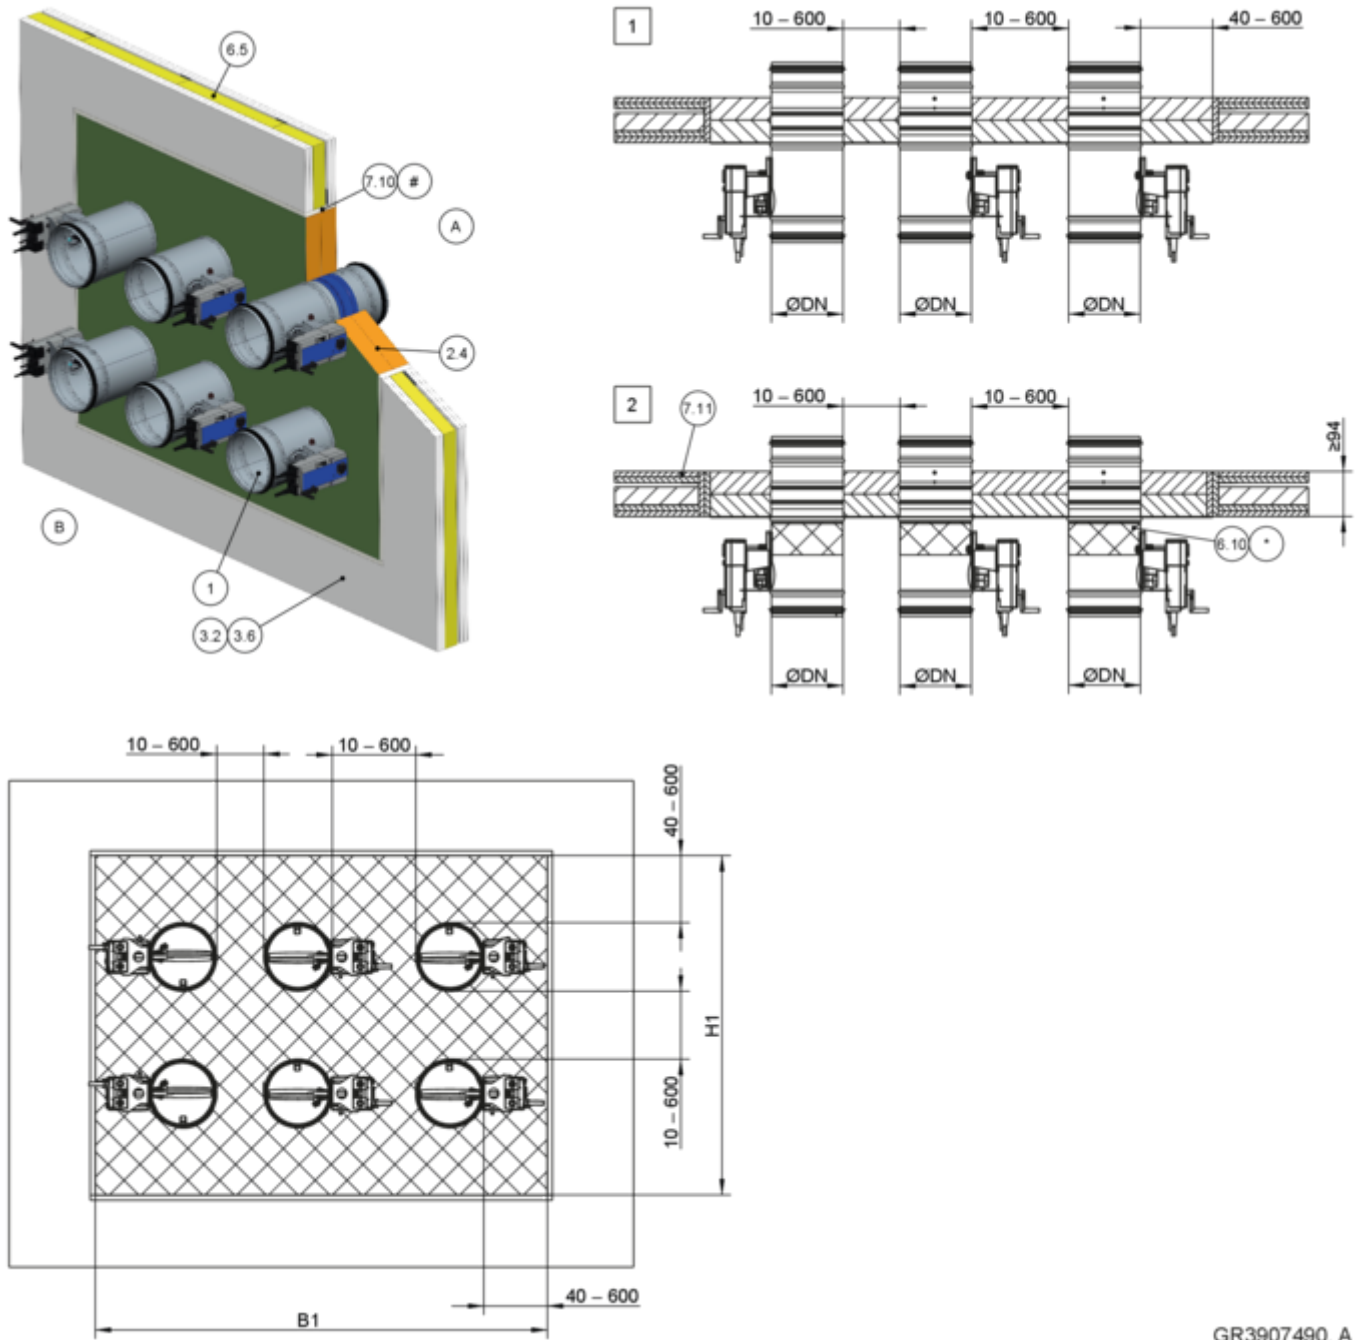 6.5
7.10 #
A
2.4
B
1
3.2 3.6
1
10 – 600 10 – 600 40 – 600
ØDN ØDN ØDN
2
7.11
10 – 600 10 – 600
≥94
6.10 *
ØDN ØDN ØDN
10 – 600 10 – 600
40 – 600
H1
10 – 600
40 – 600
B1
GR3907490, A